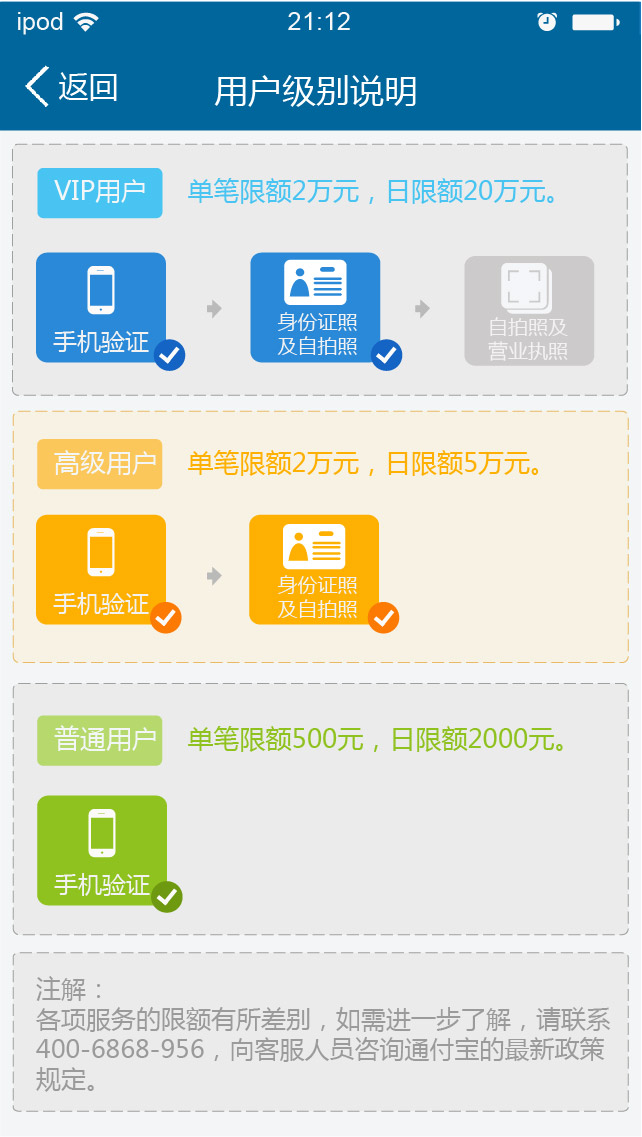 ipod 21:12
返回 用户级别说明
VIP用户 单笔限额2万元，日限额20万元。
手机验证
身份证照
及自拍照
自拍照及
营业执照
高级用户 单笔限额2万元，日限额5万元。
手机验证
身份证照
及自拍照
普通用户 单笔限额500元，日限额2000元。
手机验证
注解：
各项服务的限额有所差别，如需进一步了解，请联系
400-6868-956，向客服人员咨询通付宝的最新政策
规定。